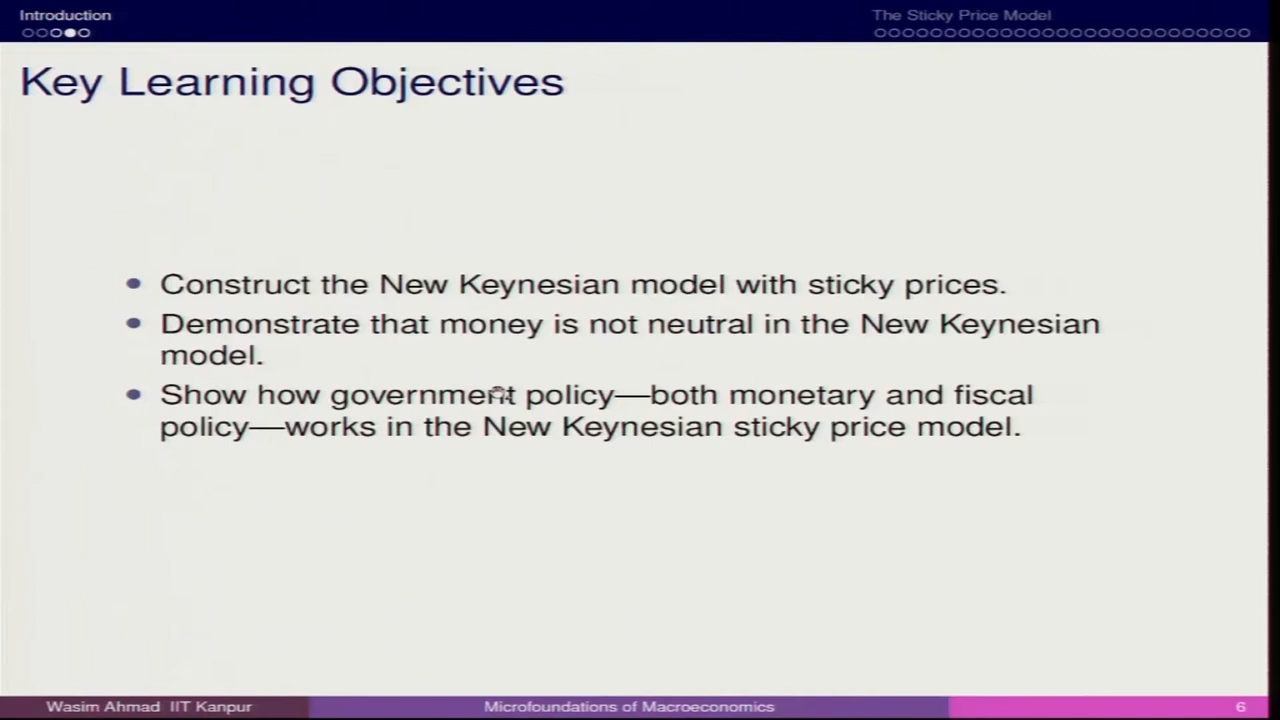 Introduction
The Sticky Price Model
Key Learning Objectives
Construct the New Keynesian model with sticky prices.
Demonstrate that money is not neutral in the New Keynesian
model.
Show how government policy—both monetary and fiscal
policy—works in the New Keynesian sticky price model.
Wasim Ahmad IIT Kanpur
Microfoundations of Macroeconomics
6